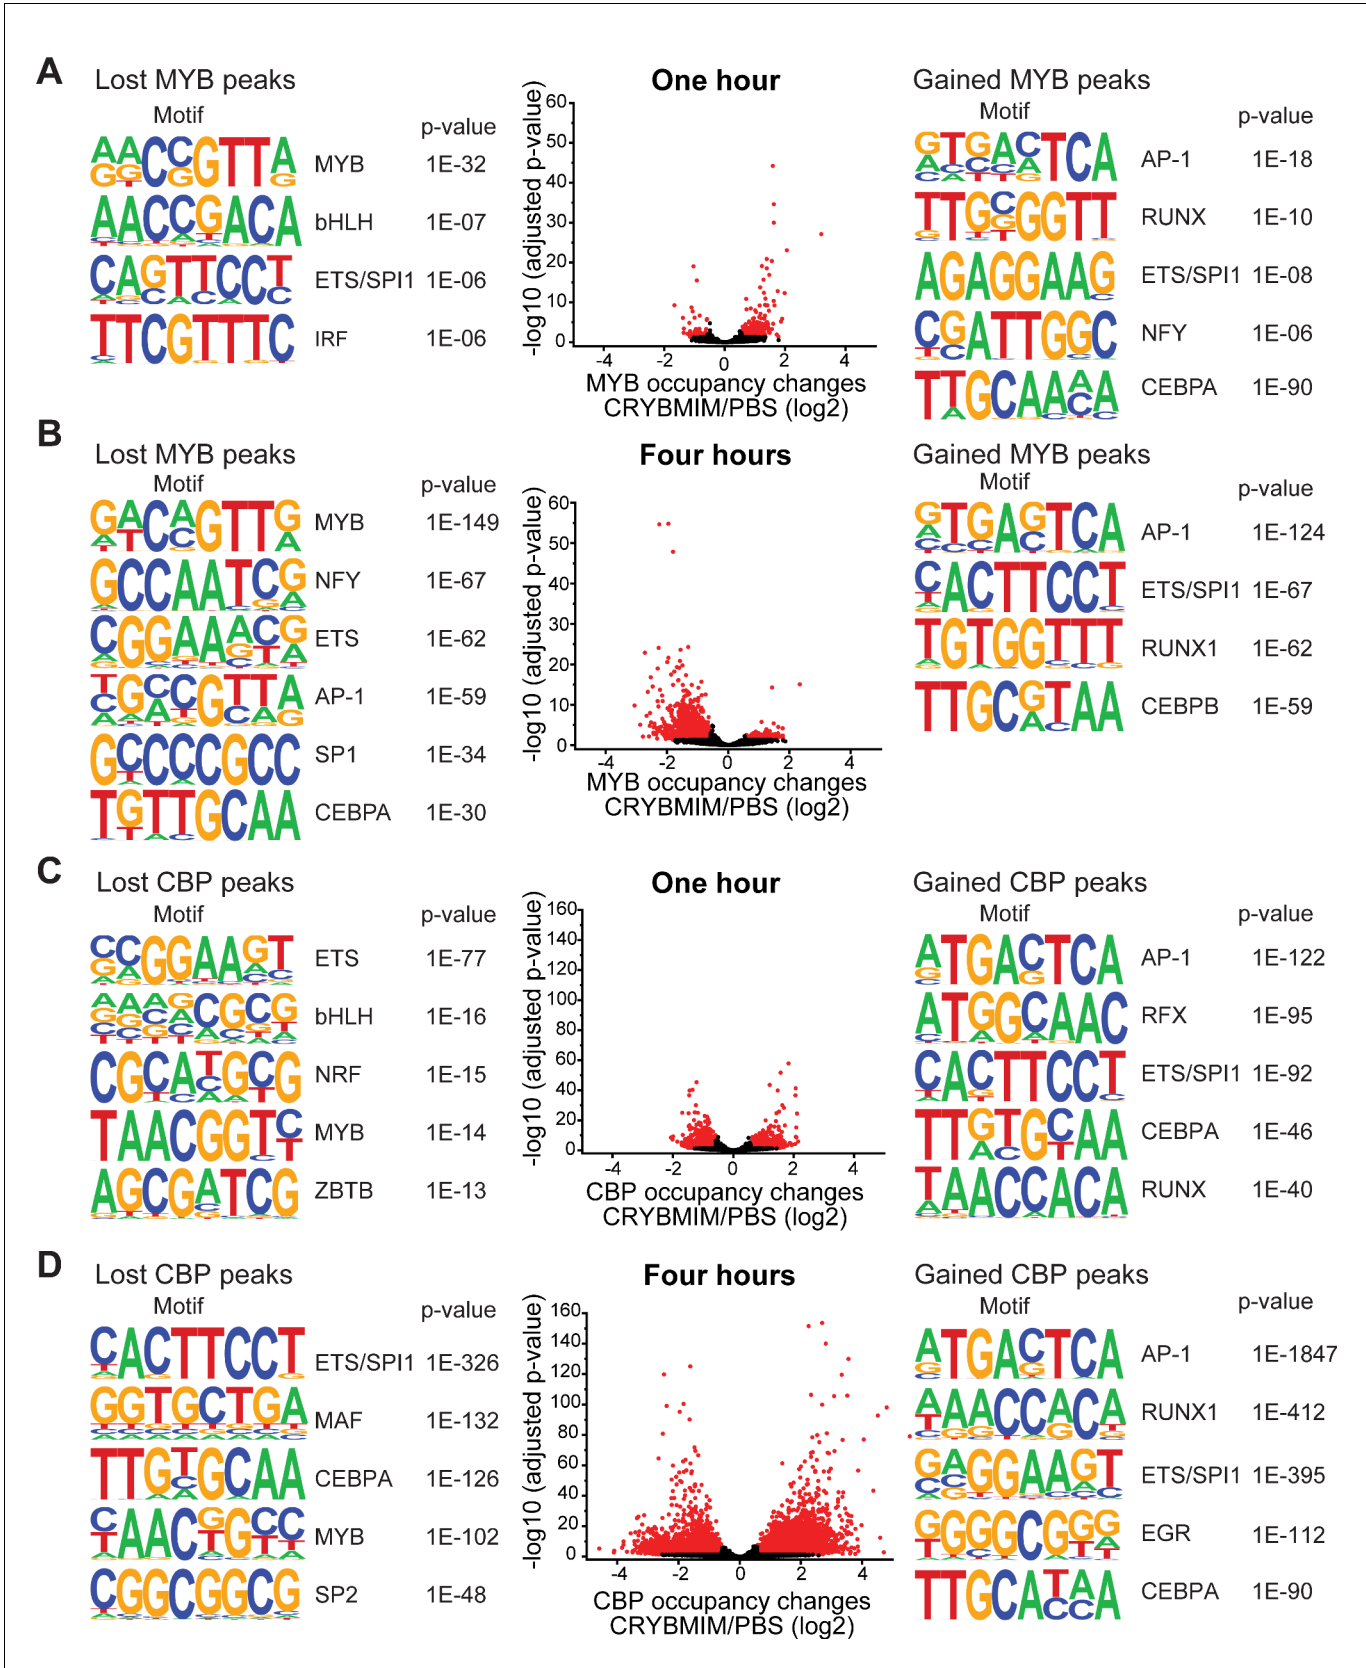 A
Lost MYB peaks
Motif
p-value
MYB 1E-32
bHLH 1E-07
ETS/SPI1 1E-06
IRF 1E-06
One hour
-log10 (adjusted p-value)
60
50
40
30
20
10
0
-4 -2 0 2 4
MYB occupancy changes
CRYBMIM/PBS (log2)
Gained MYB peaks
Motif
p-value
AP-1 1E-18
RUNX 1E-10
ETS/SPI1 1E-08
NFY 1E-06
CEBPA 1E-90
B
Lost MYB peaks
Motif
p-value
MYB 1E-149
NFY 1E-67
ETS 1E-62
AP-1 1E-59
SP1 1E-34
CEBPA 1E-30
Four hours
-log10 (adjusted p-value)
60
50
40
30
20
10
0
-4 -2 0 2 4
MYB occupancy changes
CRYBMIM/PBS (log2)
Gained MYB peaks
Motif
p-value
AP-1 1E-124
ETS/SPI1 1E-67
RUNX1 1E-62
CEBPB 1E-59
C
Lost CBP peaks
Motif
p-value
ETS 1E-77
bHLH 1E-16
NRF 1E-15
MYB 1E-14
ZBTB 1E-13
One hour
-log10 (adjusted p-value)
160
140
120
100
80
60
40
20
0
-4 -2 0 2 4
CBP occupancy changes
CRYBMIM/PBS (log2)
Gained CBP peaks
Motif
p-value
AP-1 1E-122
RFX 1E-95
ETS/SPI1 1E-92
CEBPA 1E-46
RUNX 1E-40
D
Lost CBP peaks
Motif
p-value
ETS/SPI1 1E-326
MAF 1E-132
CEBPA 1E-126
MYB 1E-102
SP2 1E-48
Four hours
-log10 (adjusted p-value)
160
140
120
100
80
60
40
20
0
-4 -2 0 2 4
CBP occupancy changes
CRYBMIM/PBS (log2)
Gained CBP peaks
Motif
p-value
AP-1 1E-1847
RUNX1 1E-412
ETS/SPI1 1E-395
EGR 1E-112
CEBPA 1E-90